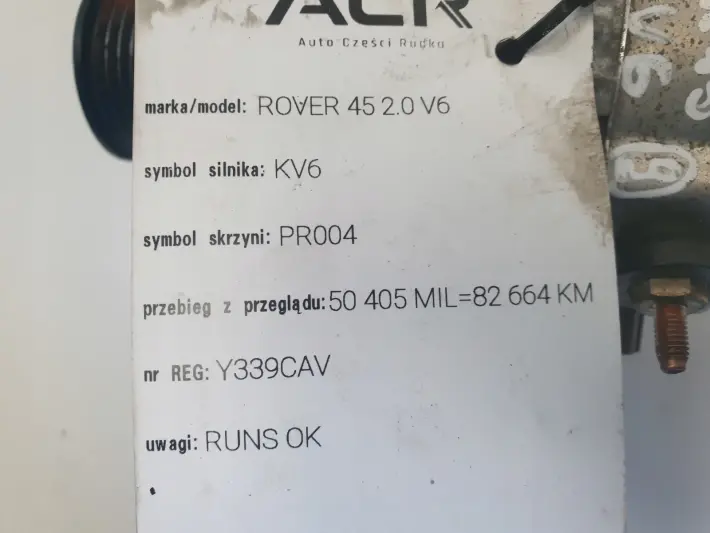 ACR
Auto Części Rudka
marka/model: ROVER 45 2.0 V6
symbol silnika: KV6
symbol skrzyni: PR004
przebieg z przeglądu: 50 405 MIL=82 664 KM
nr REG: Y339CAV
uwagi: RUNS OK
V6